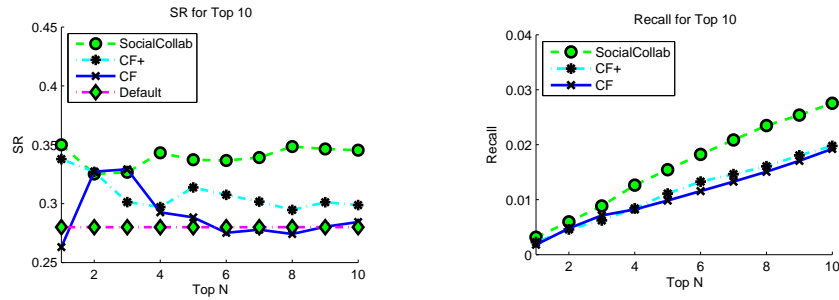 SR for Top 10
0.45
0.4
0.35
0.3
0.25
SR
SocialCollab
CF+
CF
Default
2
4
6
8
10
Top N
Recall for Top 10
0.04
0.03
0.02
0.01
0
Recall
SocialCollab
CF+
CF
2
4
6
8
10
Top N